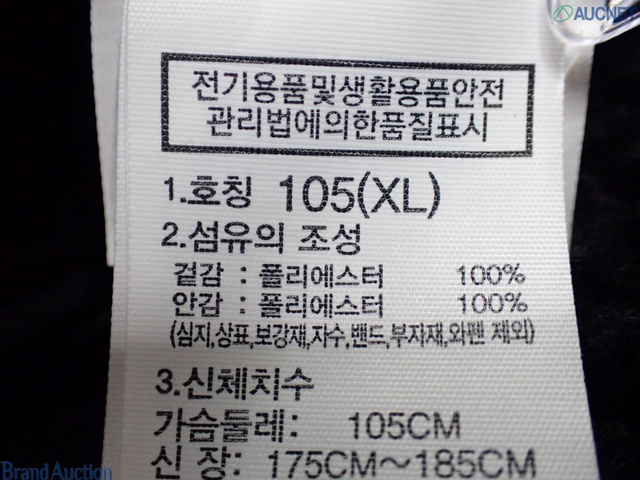 AUCNET
전기용품및생활용품안전
관리법에의한품질표시
1.호칭 105(XL)
2.섬유의 조성
겉감 : 폴리에스터 100%
안감 : 폴리에스터 100%
(심지,상표,보강재,자수,밴드,부자재,와펜 제외)
3.신체치수
가슴둘레: 105CM
신 장: 175CM~185CM
Brand Auction